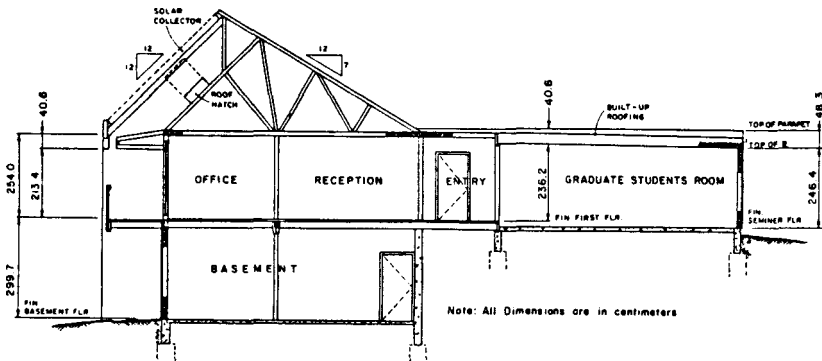 SOLAR
COLLECTOR
12
12
12
7
ROOF
HATCH
40.6
40.6
BUILT-UP
ROOFING
TOP OF PARAPET
48.3
TOP OF R
254.0
213.4
OFFICE
RECEPTION
ENTRY
236.2
GRADUATE STUDENTS ROOM
246.4
FIN FIRST FLR.
FIN
SEMINER FLR
BASEMENT
299.7
FIN
BASEMENT FLR
Note: All Dimensions are in centimeters